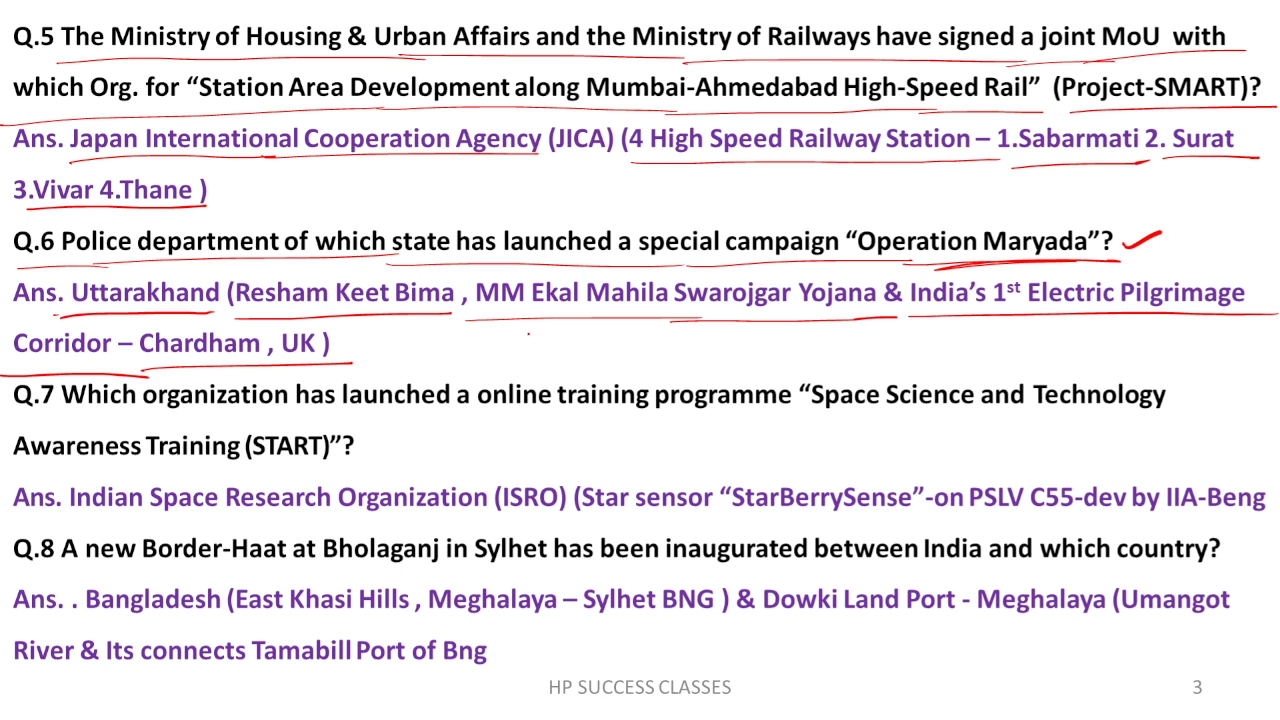 Q.5 The Ministry of Housing & Urban Affairs and the Ministry of Railways have signed a joint MoU with
which Org. for “Station Area Development along Mumbai-Ahmedabad High-Speed Rail” (Project-SMART)?
Ans. Japan International Cooperation Agency (JICA) (4 High Speed Railway Station – 1.Sabarmati 2. Surat
3.Vivar 4.Thane )
Q.6 Police department of which state has launched a special campaign “Operation Maryada”?
Ans. Uttarakhand (Resham Keet Bima , MM Ekal Mahila Swarojgar Yojana & India’s 1st Electric Pilgrimage
Corridor – Chardham , UK )
Q.7 Which organization has launched a online training programme “Space Science and Technology
Awareness Training (START)”?
Ans. Indian Space Research Organization (ISRO) (Star sensor “StarBerrySense”-on PSLV C55-dev by IIA-Beng
Q.8 A new Border-Haat at Bholaganj in Sylhet has been inaugurated between India and which country?
Ans. . Bangladesh (East Khasi Hills , Meghalaya – Sylhet BNG ) & Dowki Land Port - Meghalaya (Umangot
River & Its connects Tamabill Port of Bng
HP SUCCESS CLASSES
3